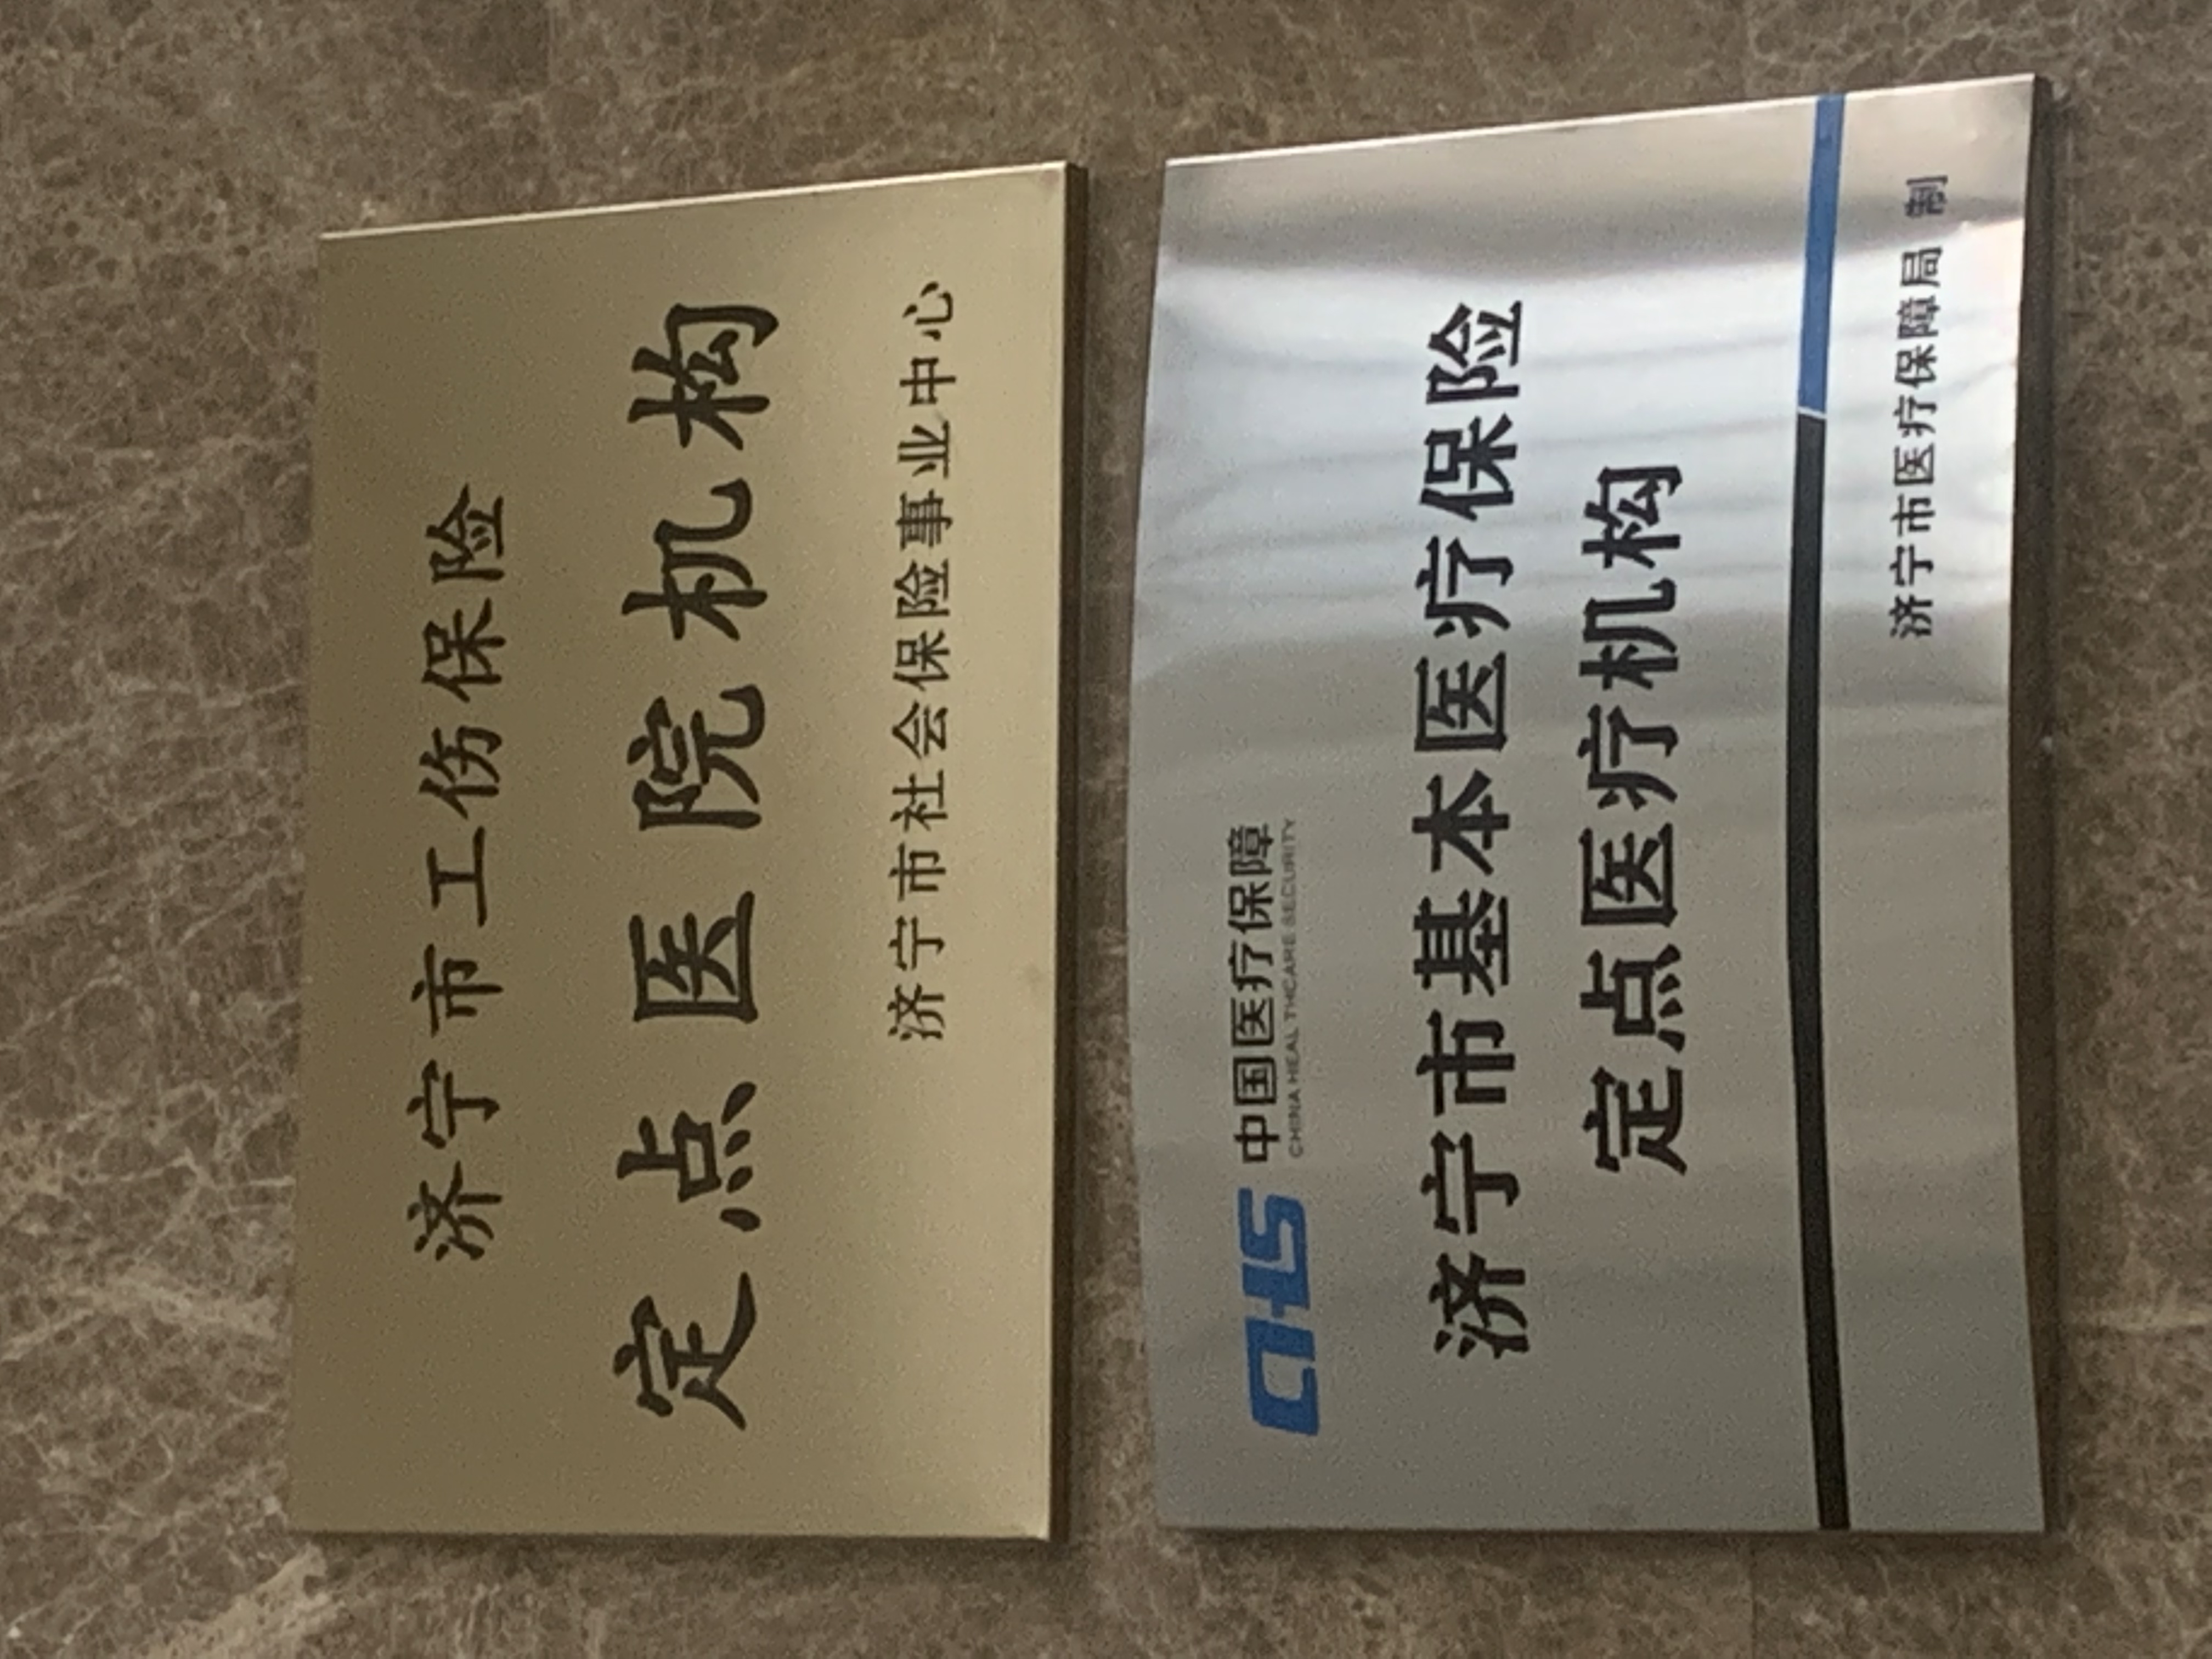 济宁市工伤保险
定点医院机构
济宁市社会保险事业中心
CHS 中国医疗保障
CHINA HEALTHCARE SECURITY
济宁市基本医疗保险
定点医疗机构
济宁市医疗保障局 制